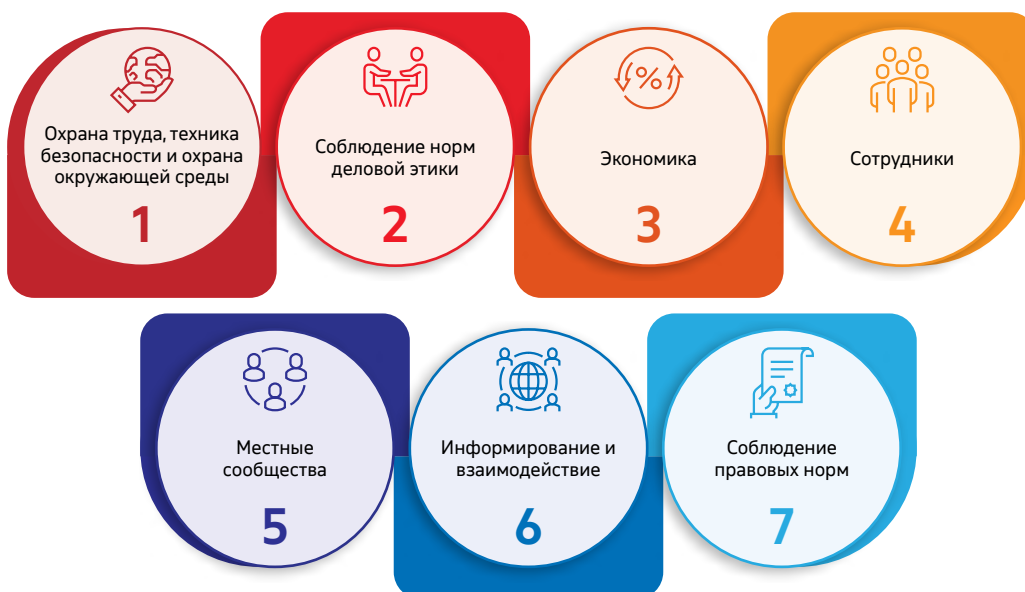 Охрана труда, техника
безопасности и охрана
окружающей среды
1
Соблюдение норм
деловой этики
2
%
Экономика
3
Сотрудники
4
Местные
сообщества
5
Информирование и
взаимодействие
6
Соблюдение
правовых норм
7